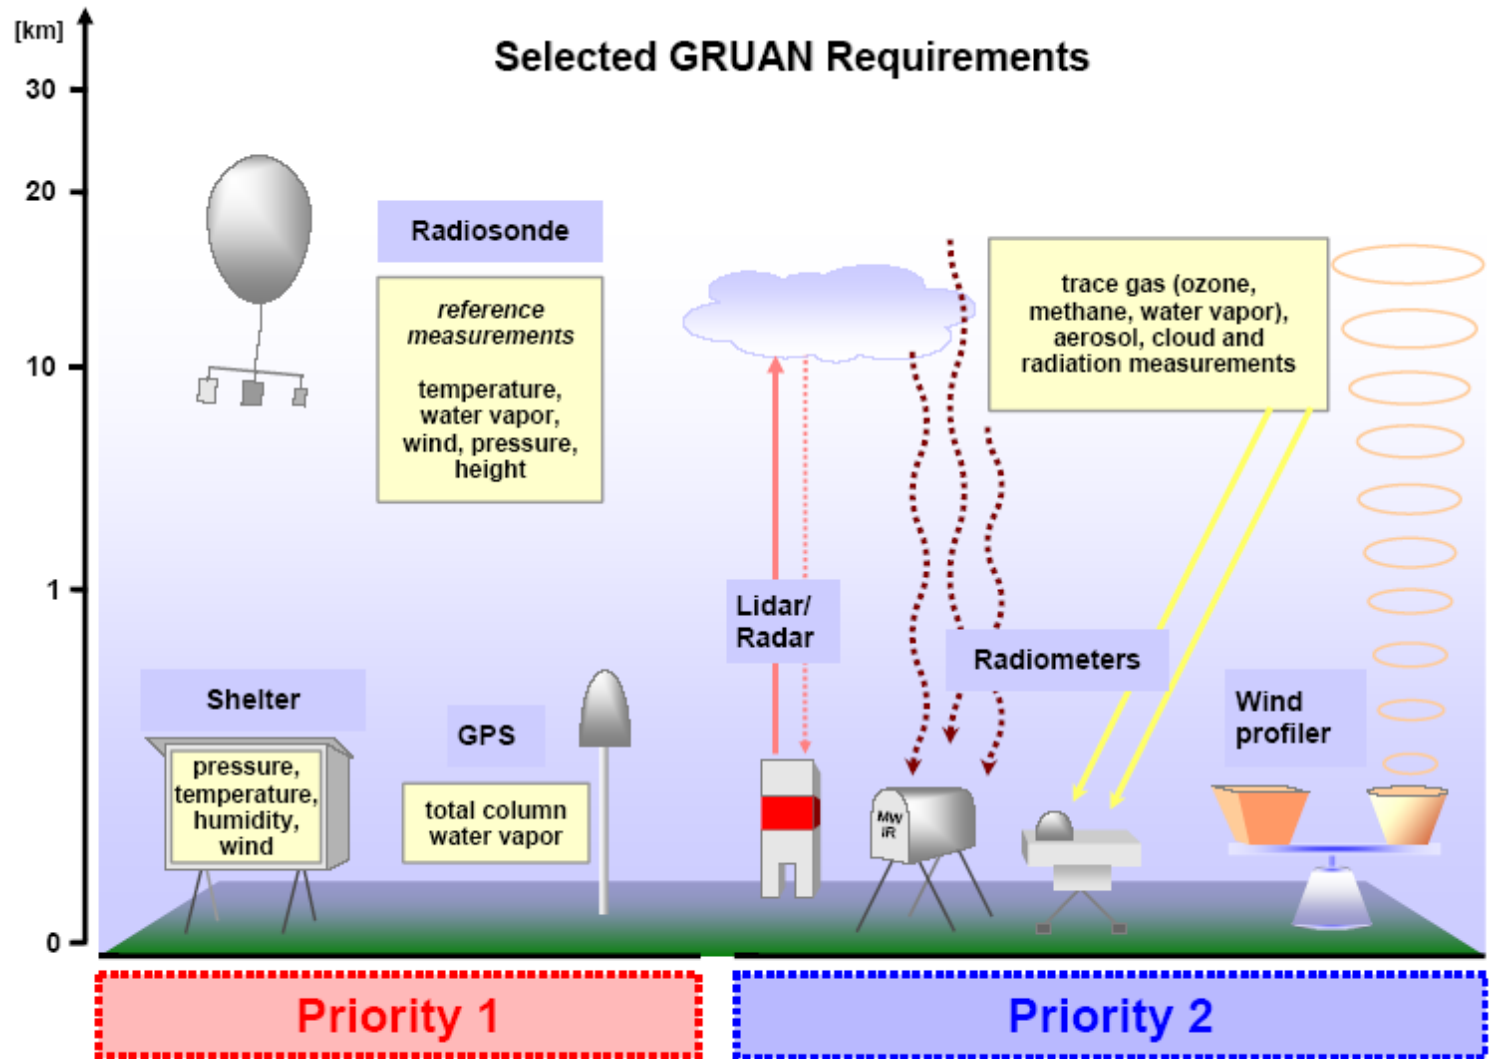 [km]
Selected GRUAN Requirements
30
20
10
1
0
Radiosonde
reference
measurements
temperature,
water vapor,
wind, pressure,
height
trace gas (ozone,
methane, water vapor),
aerosol, cloud and
radiation measurements
Lidar/
Radar
Radiometers
Shelter
pressure,
temperature,
humidity,
wind
GPS
total column
water vapor
MW
IR
Wind
profiler
Priority 1
Priority 2